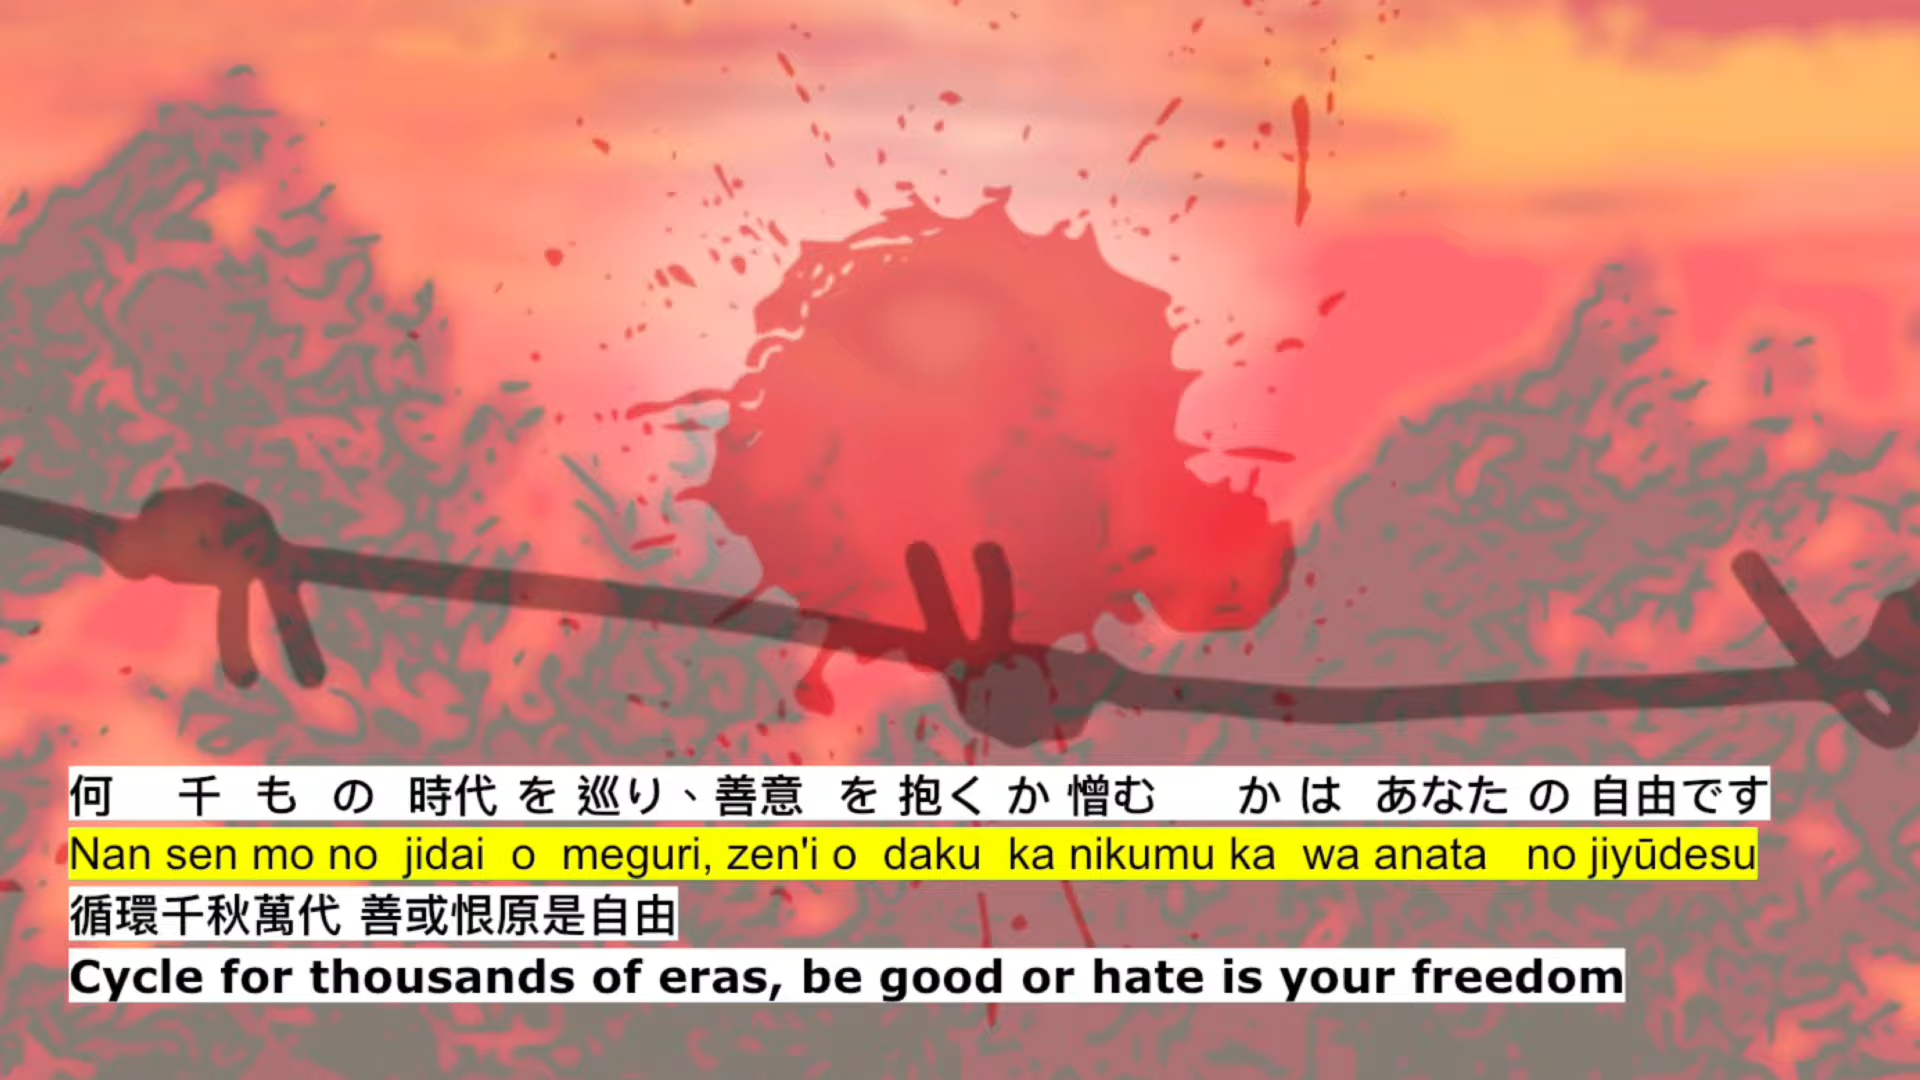 何 千 も の 時代 を 巡り、善意 を 抱く か 憎む か は あなた の 自由です
Nan sen mo no jidai o meguri, zen'i o daku ka nikumu ka wa anata no jiyūdesu
循環千秋萬代 善或恨原是自由
Cycle for thousands of eras, be good or hate is your freedom